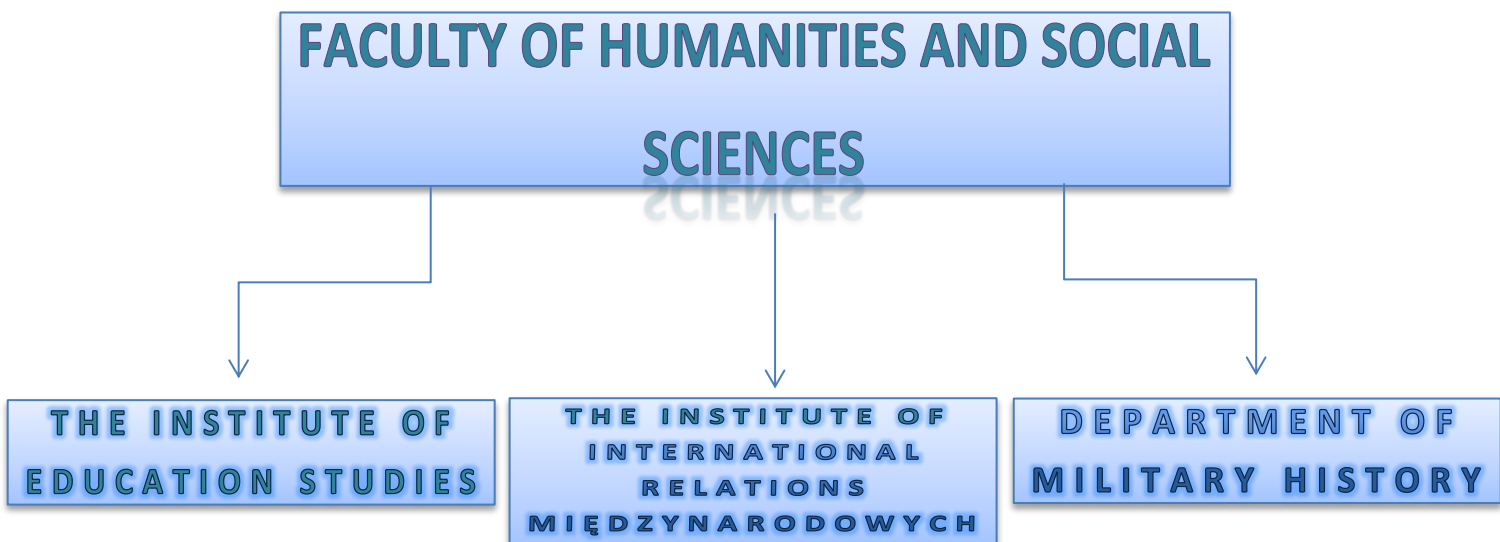 FACULTY OF HUMANITIES AND SOCIAL
SCIENCES
THE INSTITUTE OF
EDUCATION STUDIES
THE INSTITUTE OF
INTERNATIONAL
RELATIONS
MIĘDZYNARODOWYCH
DEPARTMENT OF
MILITARY HISTORY